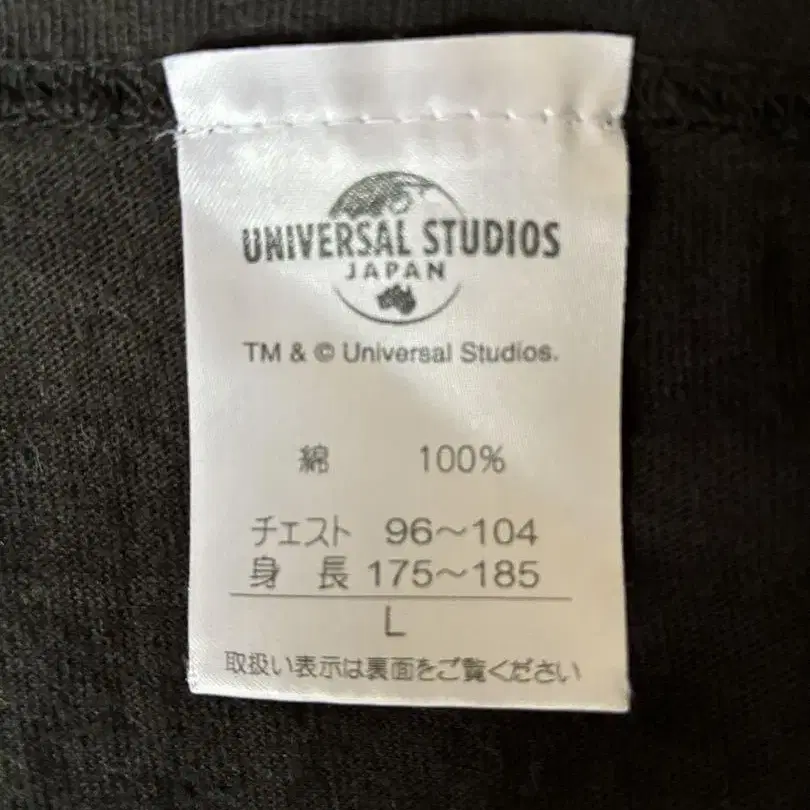 UNIVERSAL STUDIOS
JAPAN
TM & © Universal Studios.
綿 100%
チェスト 96〜104
身 長 175〜185
L
取扱い表示は裏面をご覧ください